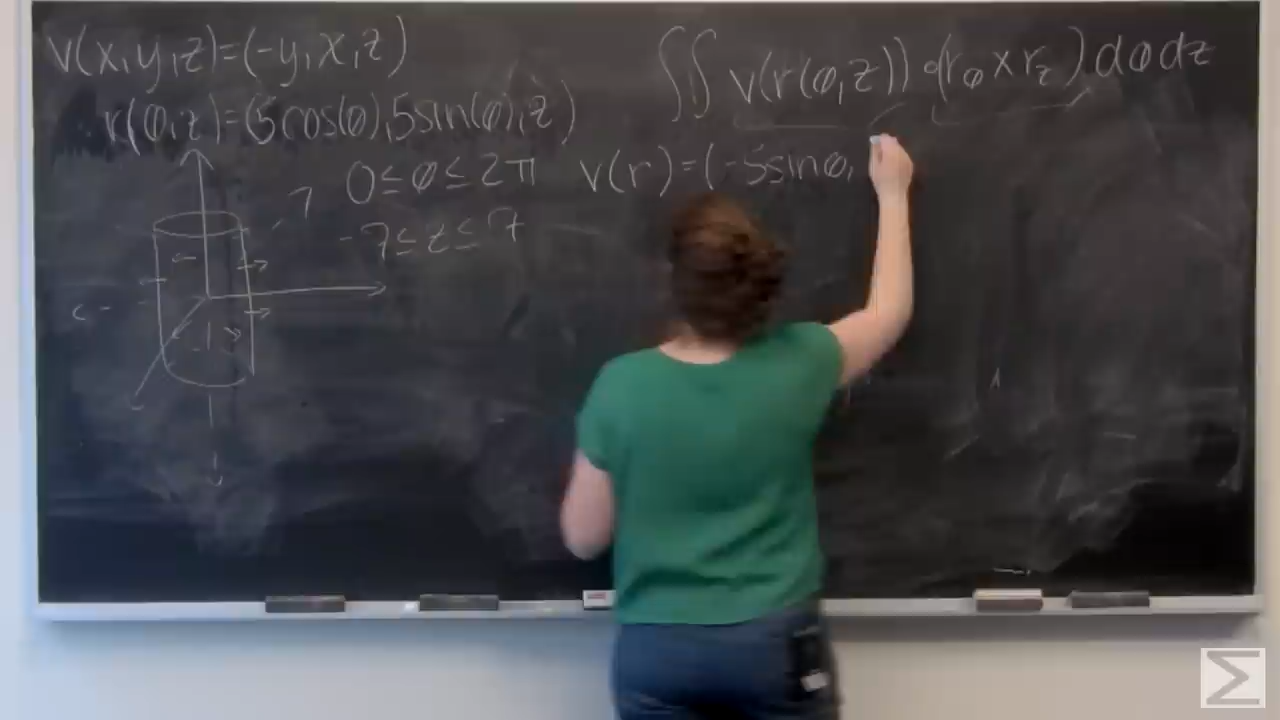 v(x,y,z)=(-y,x,z)
r(φ,z)=(5cos(φ),5sin(φ),z)
0≤φ≤2π
-7≤z≤7
∬ v(r(φ,z))•(rφ×rz)dφdz
v(r)=(-5sinφ,